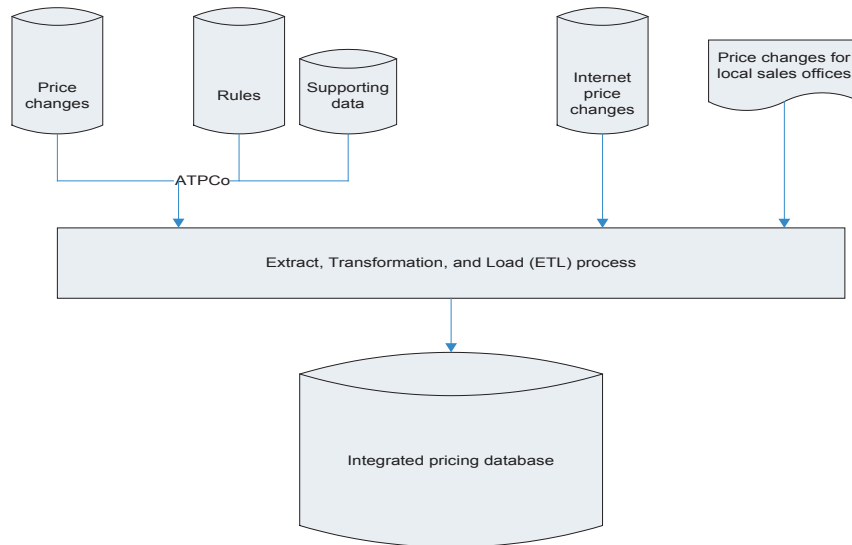 Price
changes
Rules
Supporting
data
Internet
price
changes
Price changes for
local sales offices
ATPCo
Extract, Transformation, and Load (ETL) process
Integrated pricing database